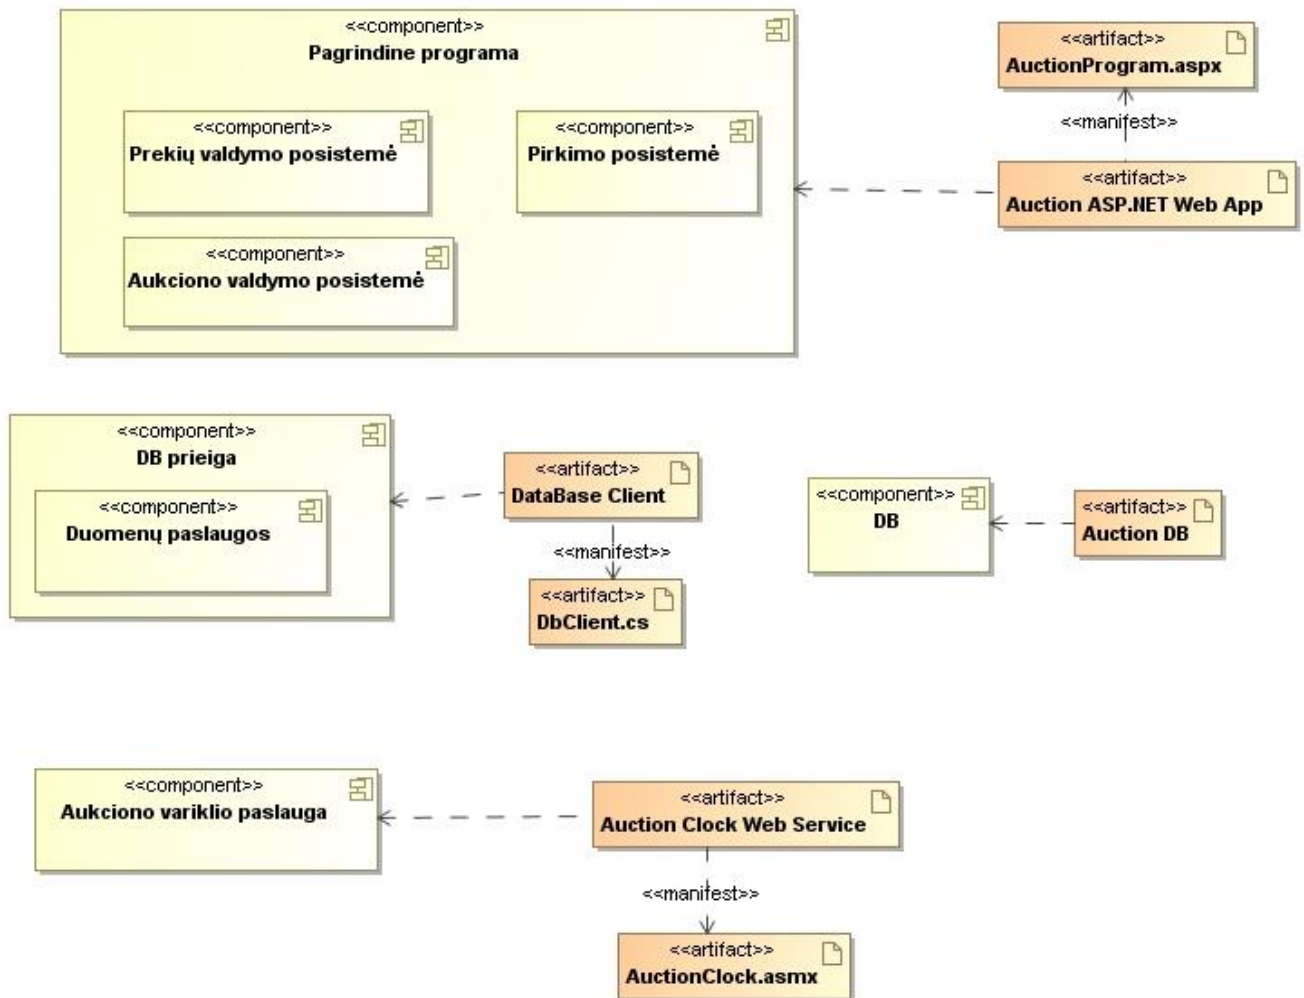 <<component>>
Pagrindine programa
<<component>>
Prekių valdymo posistemė
<<component>>
Pirkimo posistemė
<<component>>
Aukciono valdymo posistemė
<<artifact>>
AuctionProgram.aspx
<<manifest>>
<<artifact>>
Auction ASP.NET Web App
<<component>>
DB prieiga
<<component>>
Duomenų paslaugos
<<artifact>>
DataBase Client
<<manifest>>
<<artifact>>
DbClient.cs
<<component>>
DB
<<artifact>>
Auction DB
<<component>>
Aukciono variklio paslauga
<<artifact>>
Auction Clock Web Service
<<manifest>>
<<artifact>>
AuctionClock.asmx